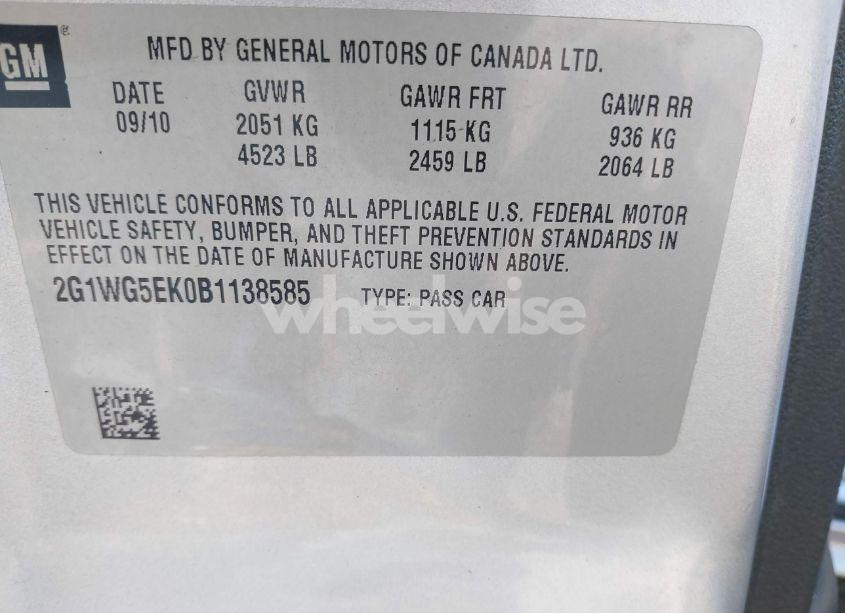 GM
MFD BY GENERAL MOTORS OF CANADA LTD.
DATE GVWR GAWR FRT GAWR RR
09/10 2051 KG 1115 KG 936 KG
4523 LB 2459 LB 2064 LB
THIS VEHICLE CONFORMS TO ALL APPLICABLE U.S. FEDERAL MOTOR
VEHICLE SAFETY, BUMPER, AND THEFT PREVENTION STANDARDS IN
EFFECT ON THE DATE OF MANUFACTURE SHOWN ABOVE.
2G1WG5EK0B1138585 TYPE: PASS CAR
wheelwise